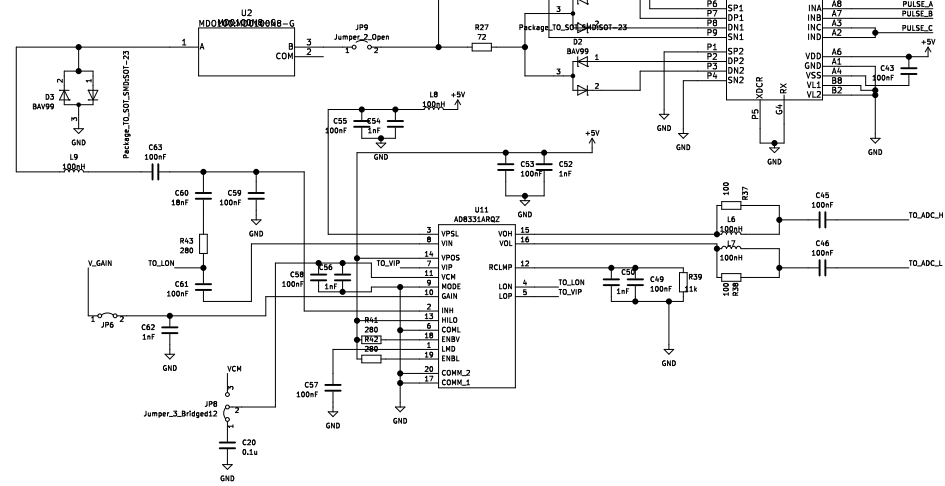 U2
1
A
B
3
COM
2
JP9
Jumper_2_Open
1
2
R27
72
3
Package_TO_SOT_SMD:SOT-23
2
D2
BAV99
1
3
2
P6
SP1
P7
DP1
P8
DN1
P9
SN1
P1
SP2
P2
DP2
P3
DN2
P4
SN2
XDCR
P5
RX
G4
GND
GND
GND
INA
A8
PULSE_A
INB
A7
PULSE_B
INC
A3
PULSE_C
IND
A2
VDD
A6
+5V
GND
A1
VSS
A4
VL1
B8
VL2
B2
C43
100nF
GND
D3
BAV99
2
1
3
GND
Package_TO_SOT_SMD:SOT-23
L9
100nH
C63
100nF
C60
18nF
C59
100nF
GND
R43
280
TO_LON
C61
100nF
L8
100nH
+5V
C55
100nF
C54
1nF
GND
+5V
C53
100nF
C52
1nF
GND
U11
AD8331ARQZ
3
VPSL
8
VIN
14
VPOS
7
VIP
11
VCM
9
MODE
10
GAIN
2
INH
13
HILO
6
COML
18
ENBV
1
LMD
19
ENBL
20
COMM_2
17
COMM_1
VOH
15
VOL
16
RCLMP
12
LON
4
TO_LON
LOP
5
TO_VIP
TO_VIP
C58
100nF
C56
1nF
R41
280
R42
280
C57
100nF
GND
GND
V_GAIN
1
2
JP6
C62
1nF
GND
VCM
3
JP8
2
Jumper_3_Bridged12
1
C20
0.1u
GND
C50
1nF
C49
100nF
R39
11k
GND
100
R37
L6
100nH
L7
100nH
100
R38
C45
100nF
TO_ADC_H
C46
100nF
TO_ADC_L